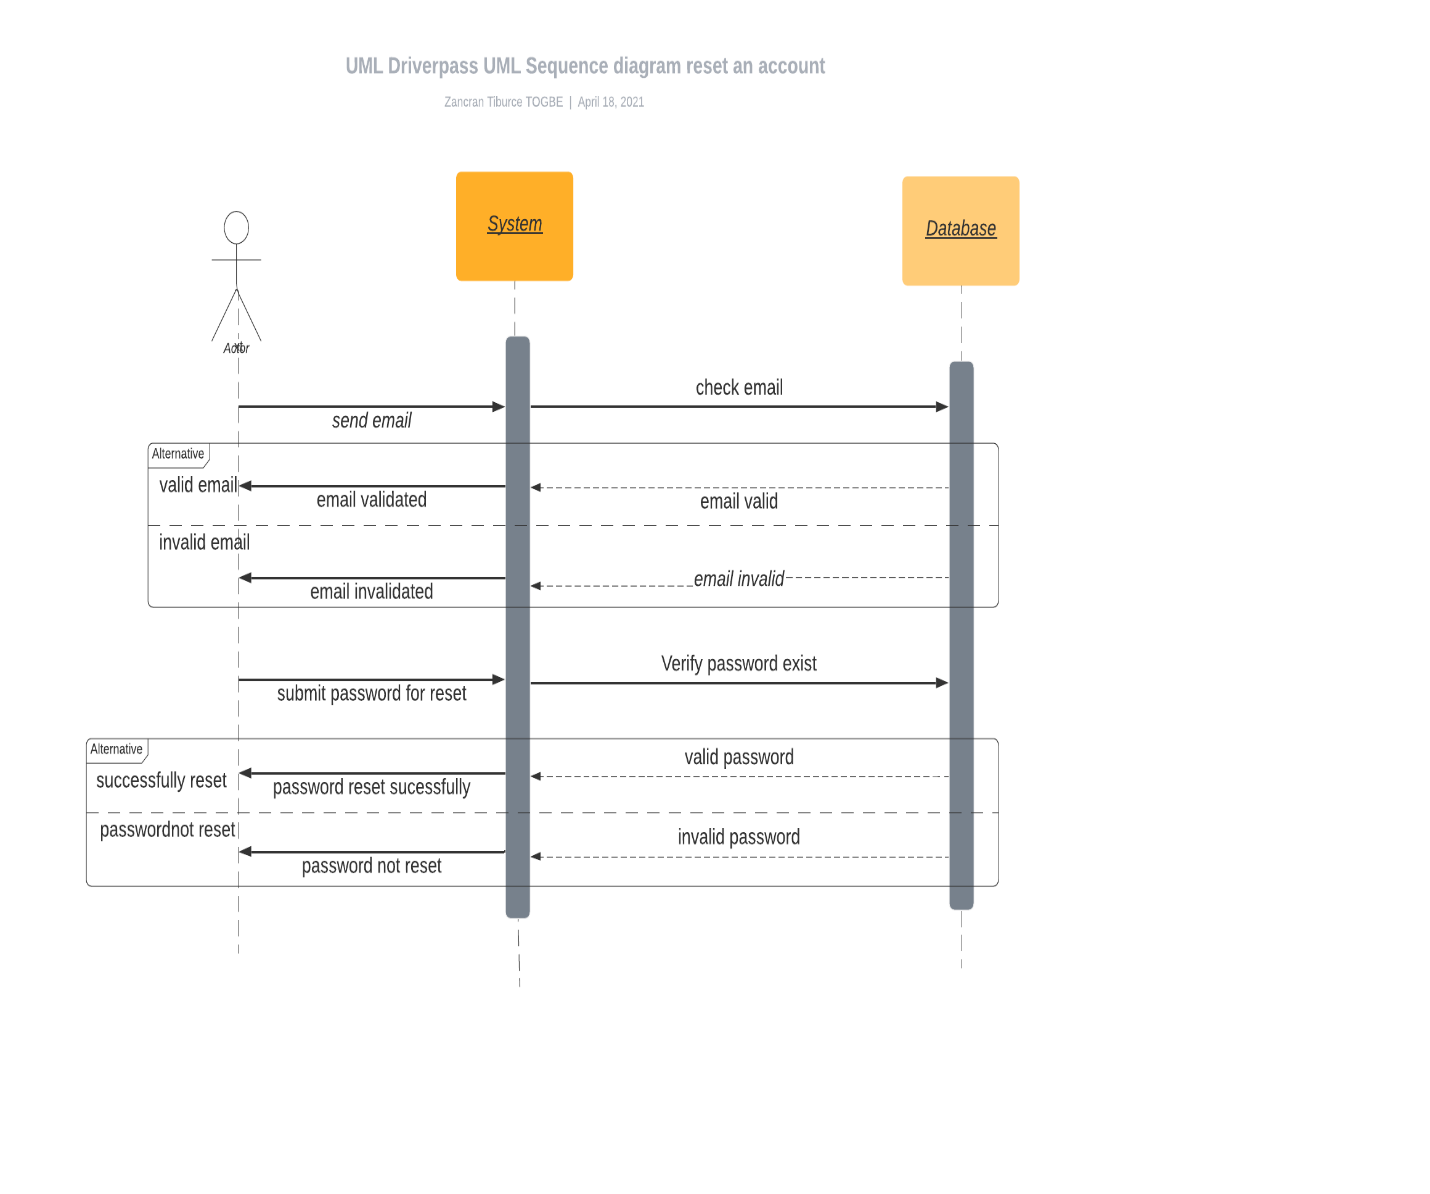 UML Driverpass UML Sequence diagram reset an account
Zancran Tiburce TOGBE | April 18, 2021
System
Database
Actor
check email
send email
Alternative
valid email
email validated
email valid
invalid email
email invalid
email invalidated
Verify password exist
submit password for reset
Alternative
valid password
successfully reset
password reset sucessfully
passwordnot reset
invalid password
password not reset